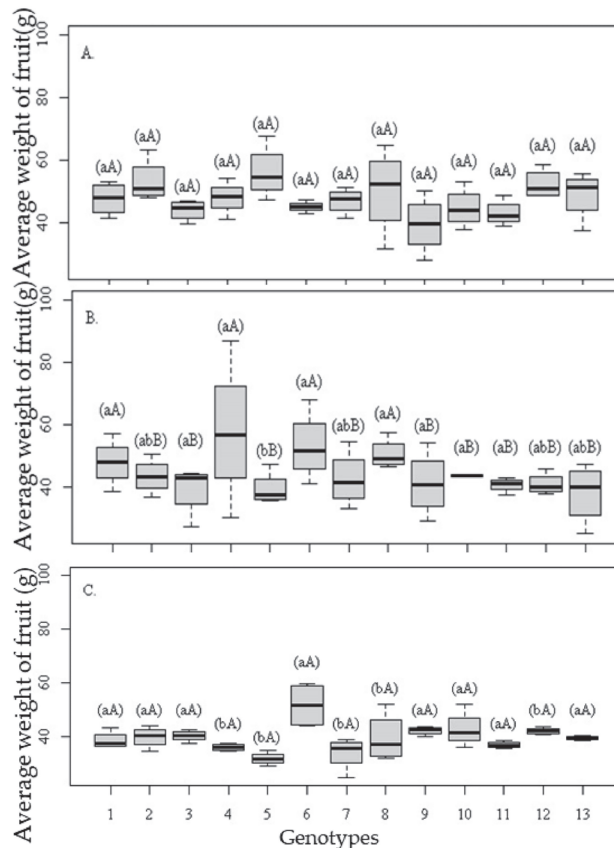 Average weight of fruit(g)
100
80
60
40
A.
(aA) (aA) (aA) (aA) (aA) (aA) (aA) (aA) (aA) (aA) (aA) (aA) (aA)
Average weight of fruit(g)
100
80
60
40
B.
(aA) (abB) (aB) (aA) (bB) (aA) (abB) (aA) (aB) (aB) (aB) (abB) (abB)
Average weight of fruit (g)
100
80
60
40
C.
(aA) (aA) (aA) (bA) (bA) (aA) (bA) (bA) (aA) (aA) (aA) (bA) (aA)
1 2 3 4 5 6 7 8 9 10 11 12 13
Genotypes